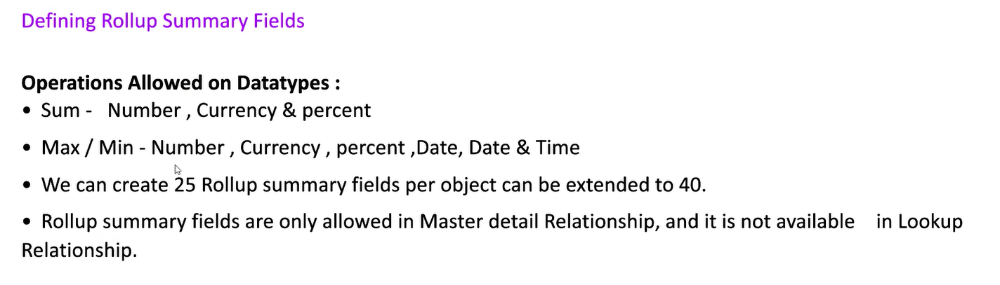 Defining Rollup Summary Fields
Operations Allowed on Datatypes :
• Sum - Number , Currency & percent
• Max / Min - Number , Currency , percent ,Date, Date & Time
• We can create 25 Rollup summary fields per object can be extended to 40.
• Rollup summary fields are only allowed in Master detail Relationship, and it is not available in Lookup
Relationship.